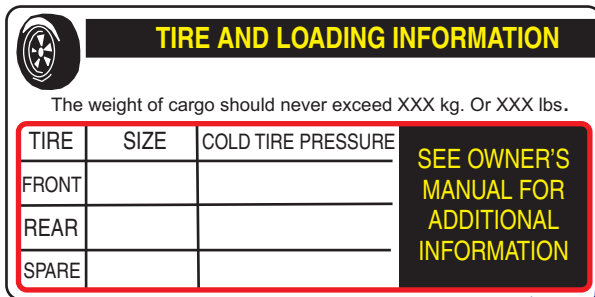 TIRE AND LOADING INFORMATION
The weight of cargo should never exceed XXX kg. Or XXX lbs.
TIRE SIZE COLD TIRE PRESSURE
FRONT
REAR
SPARE
SEE OWNER'S
MANUAL FOR
ADDITIONAL
INFORMATION